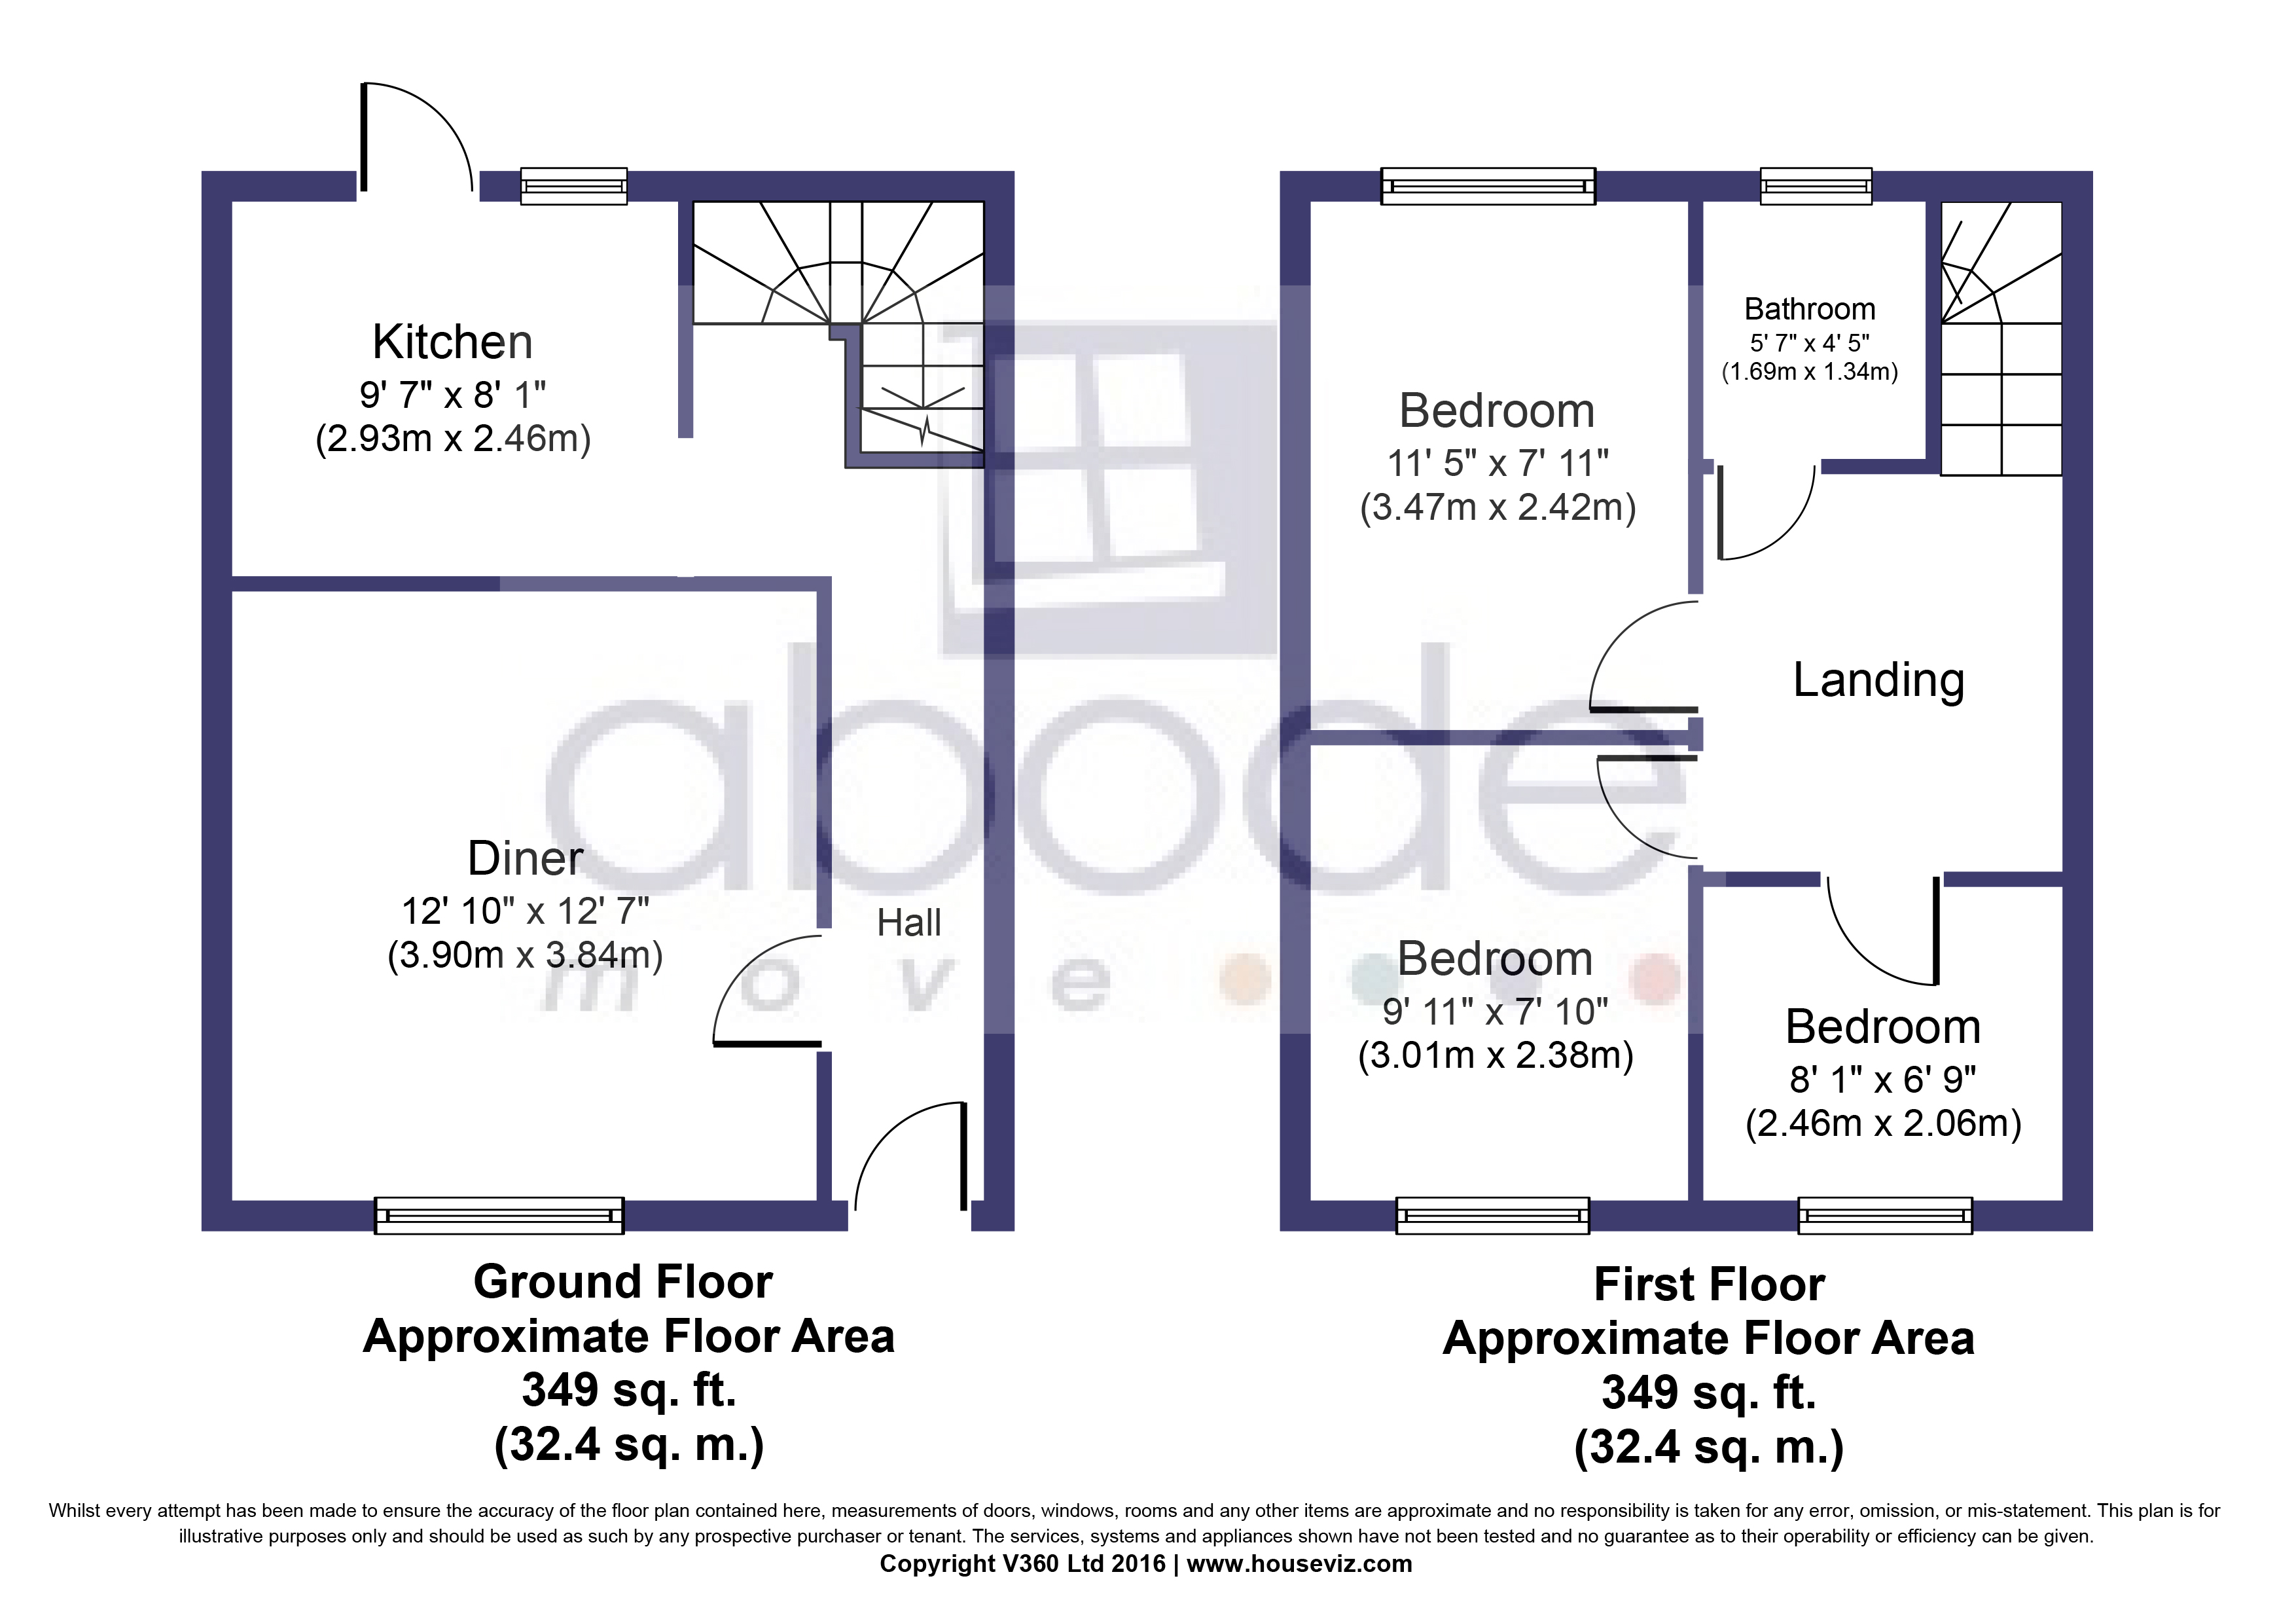 Kitchen
9' 7" x 8' 1"
(2.93m x 2.46m)
Diner
12' 10" x 12' 7"
(3.90m x 3.84m)
Hall
Bedroom
11' 5" x 7' 11"
(3.47m x 2.42m)
Bathroom
5' 7" x 4' 5"
(1.69m x 1.34m)
Landing
Bedroom
9' 11" x 7' 10"
(3.01m x 2.38m)
Bedroom
8' 1" x 6' 9"
(2.46m x 2.06m)
abode
move
Ground Floor
Approximate Floor Area
349 sq. ft.
(32.4 sq. m.)
First Floor
Approximate Floor Area
349 sq. ft.
(32.4 sq. m.)
Whilst every attempt has been made to ensure the accuracy of the floor plan contained here, measurements of doors, windows, rooms and any other items are approximate and no responsibility is taken for any error, omission, or mis-statement. This plan is for
illustrative purposes only and should be used as such by any prospective purchaser or tenant. The services, systems and appliances shown have not been tested and no guarantee as to their operability or efficiency can be given.
Copyright V360 Ltd 2016 | www.houseviz.com